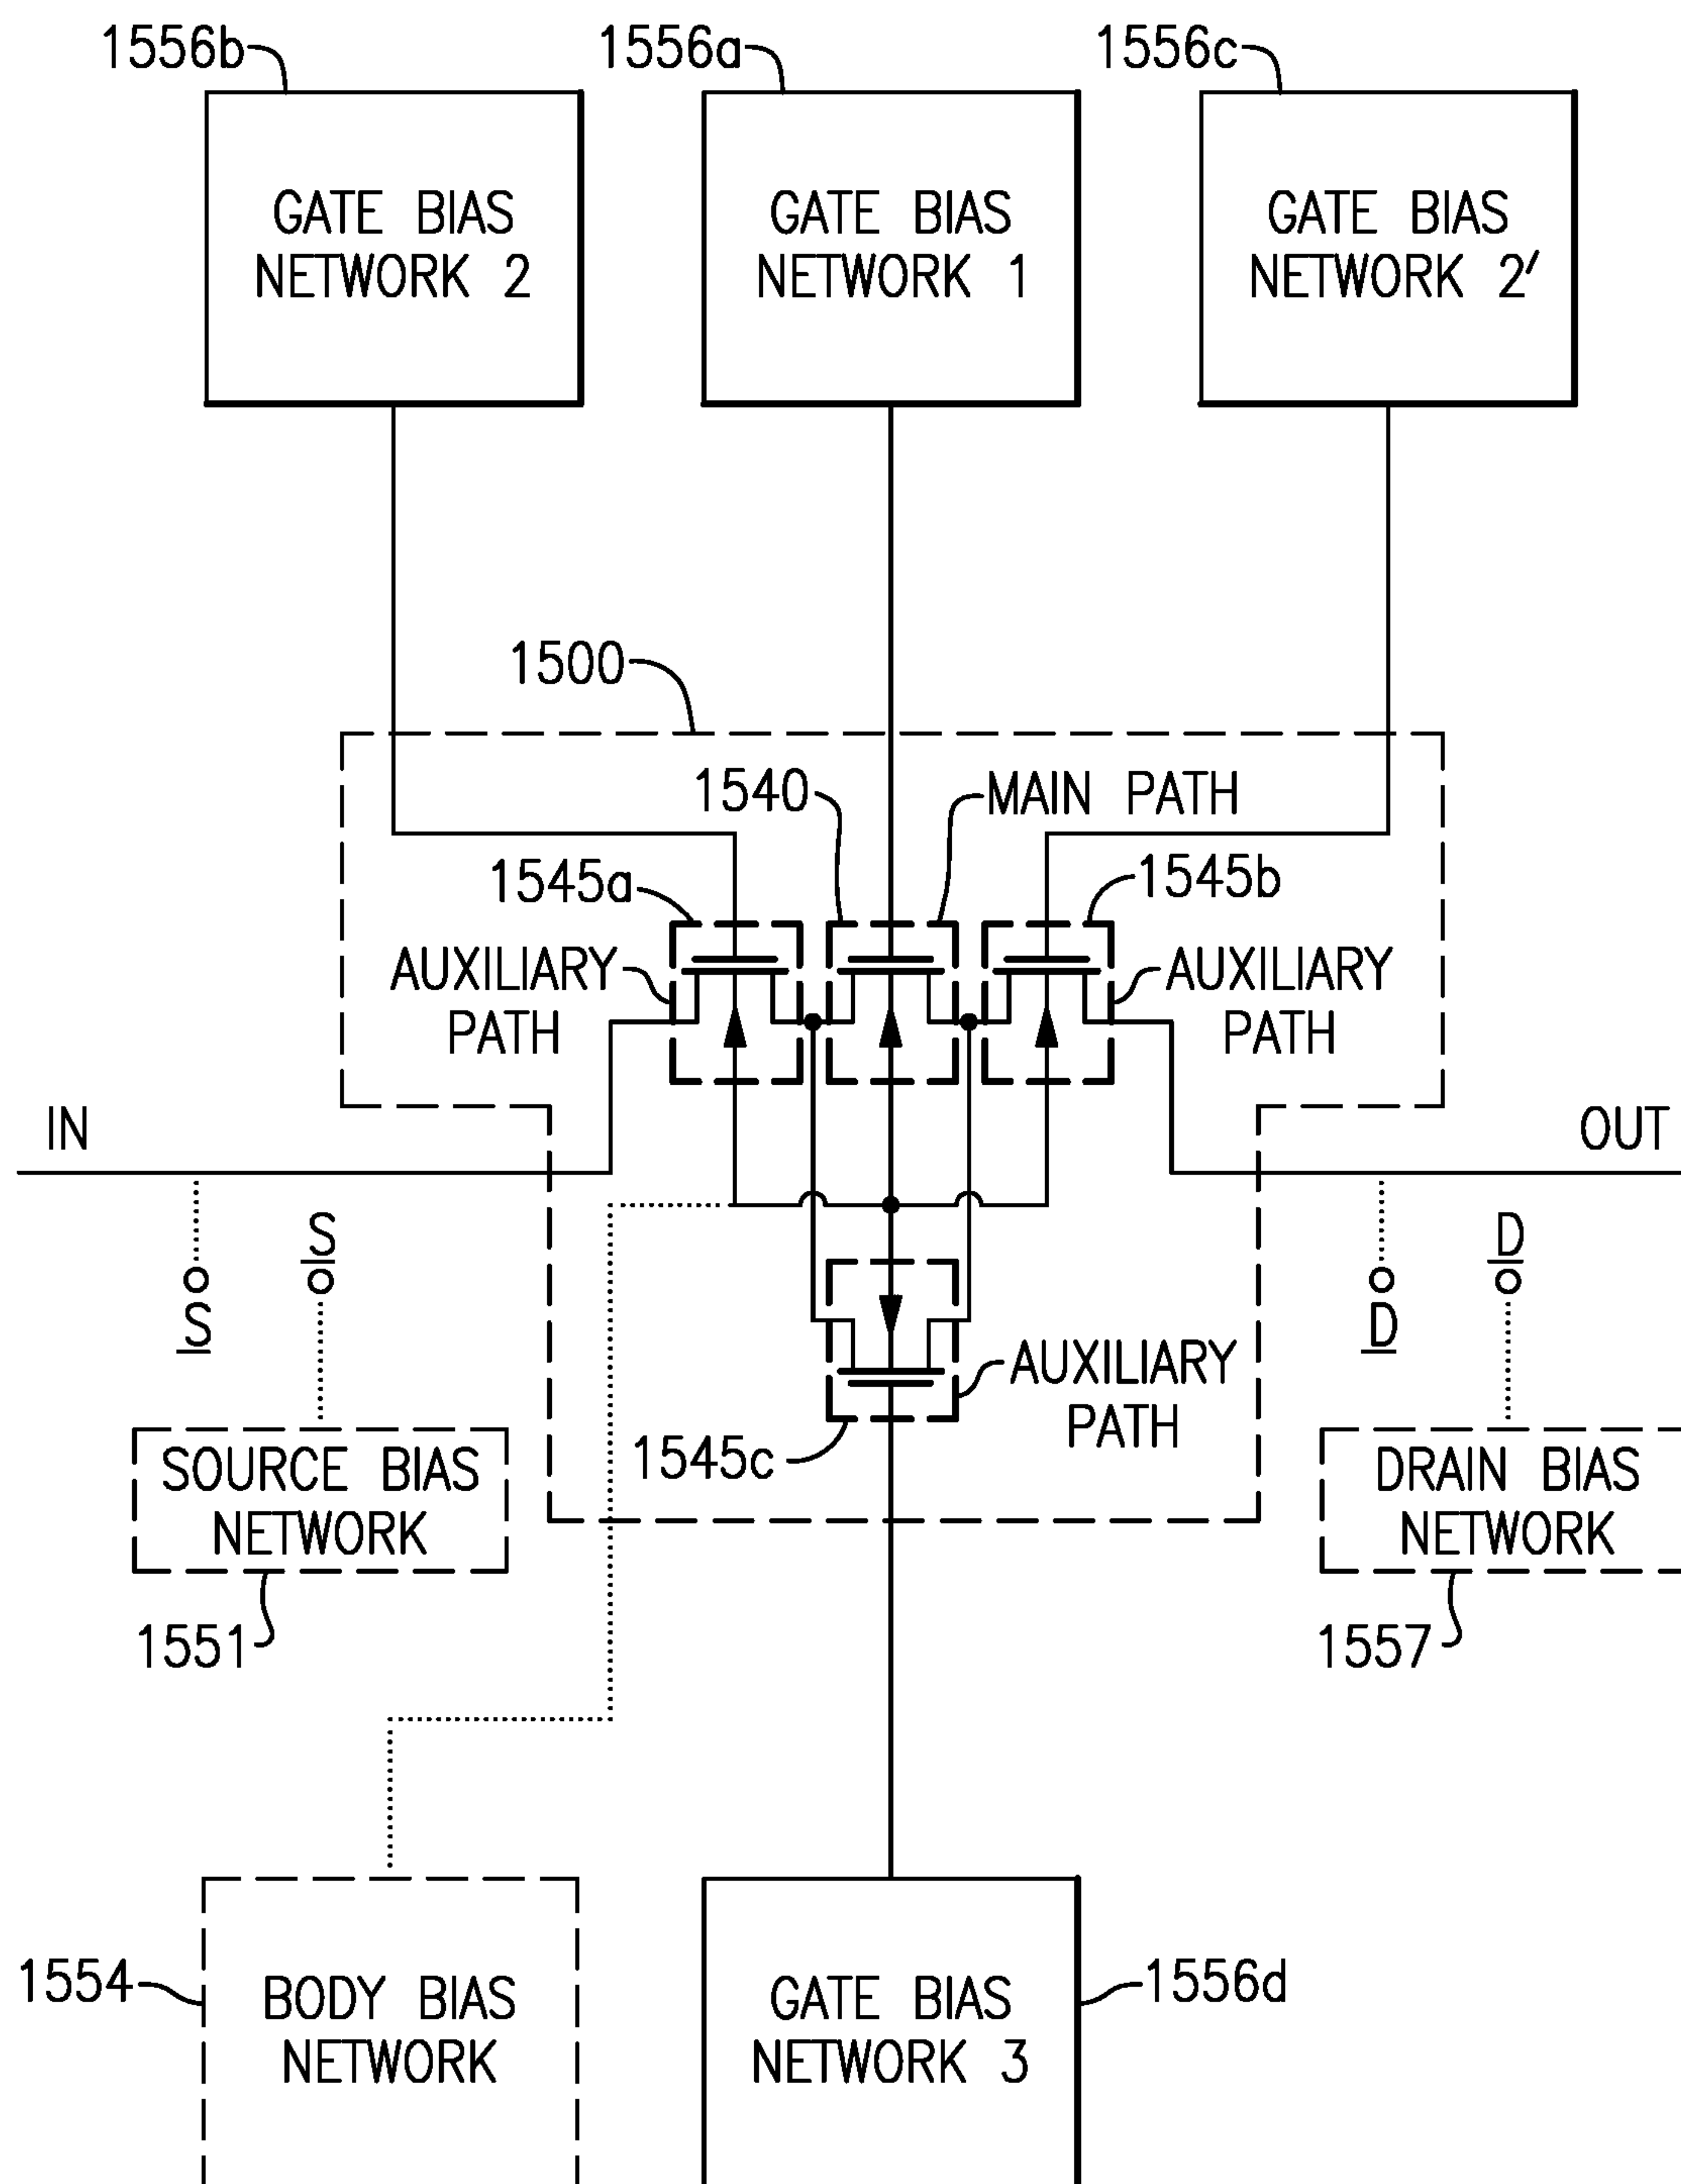 1556b
1556a
1556c
GATE BIAS
NETWORK 2
GATE BIAS
NETWORK 1
GATE BIAS
NETWORK 2′
1500
1540
MAIN PATH
1545a
1545b
AUXILIARY
PATH
AUXILIARY
PATH
IN
OUT
S
S
D
D
AUXILIARY
PATH
1545c
SOURCE BIAS
NETWORK
DRAIN BIAS
NETWORK
1551
1557
1554
BODY BIAS
NETWORK
GATE BIAS
NETWORK 3
1556d